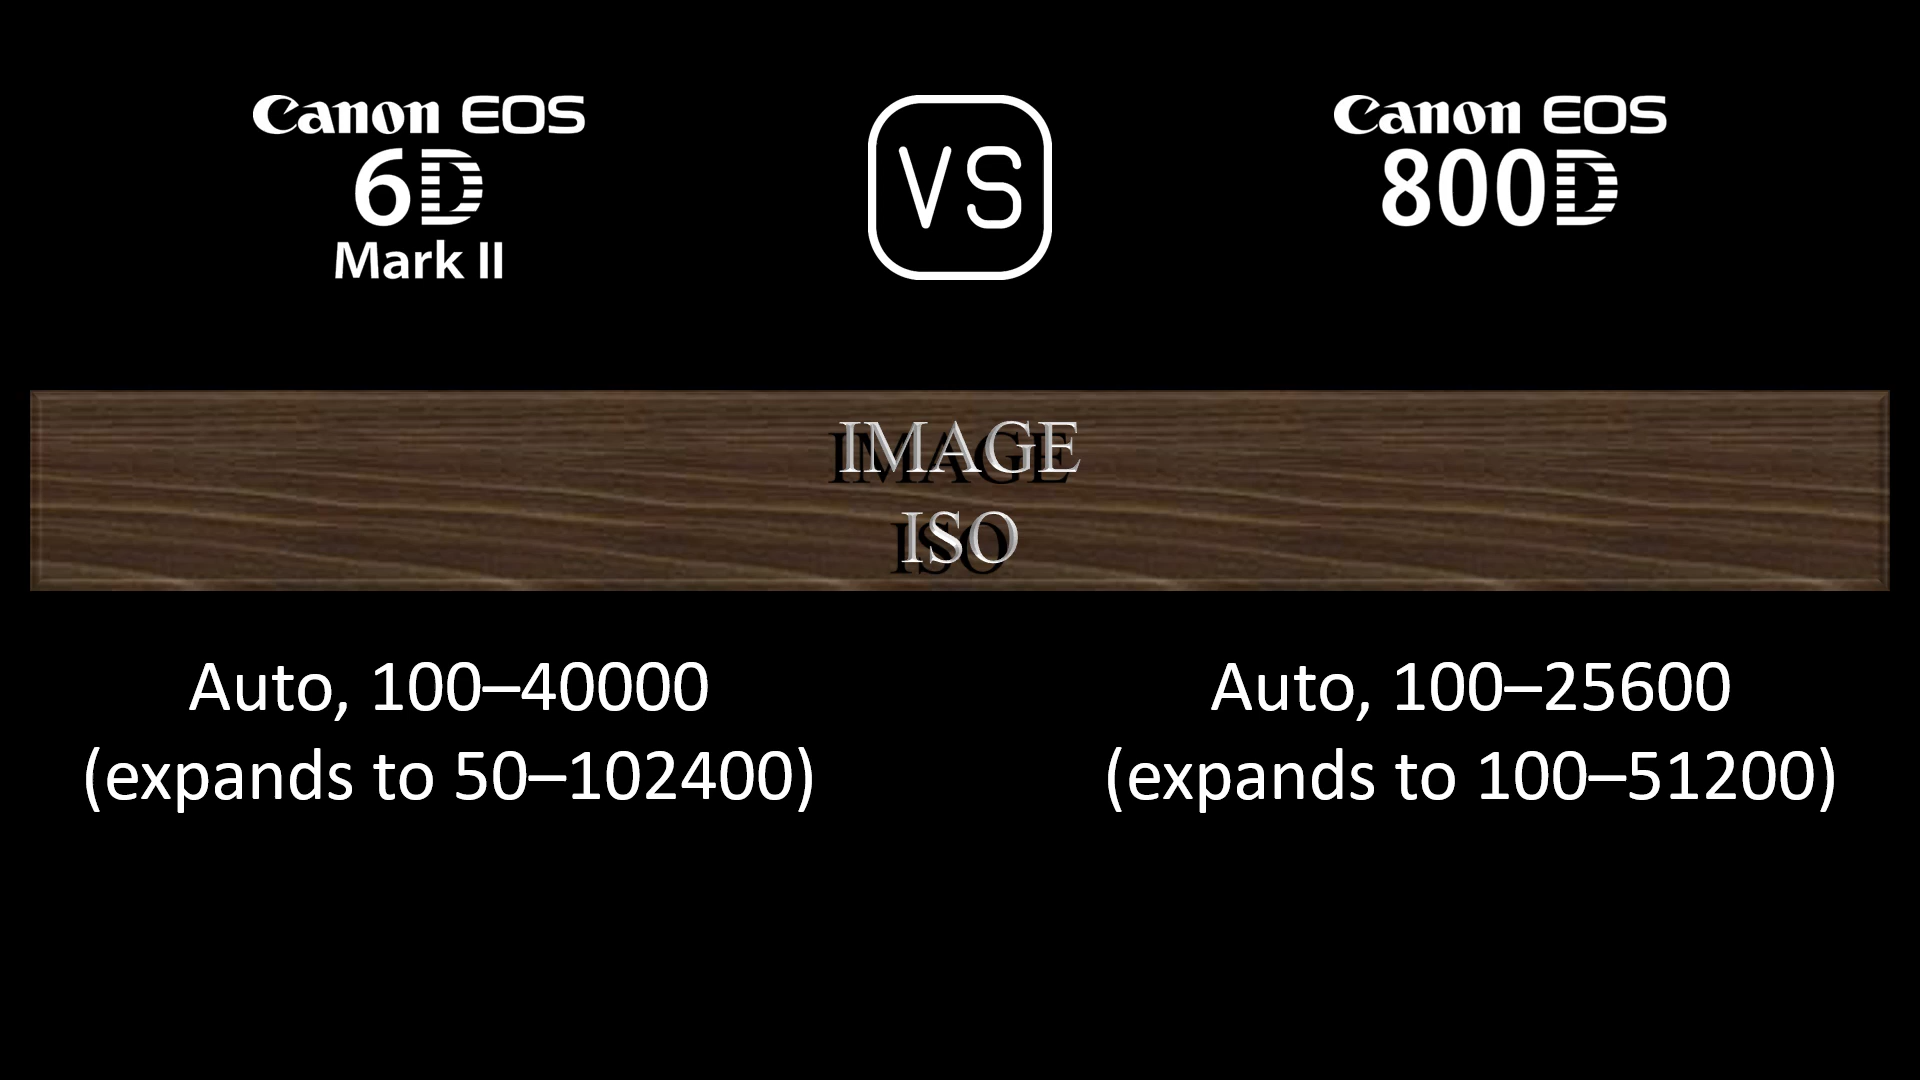 Canon EOS
6D
Mark II
VS
Canon EOS
800D
IMAGE
ISO
Auto, 100–40000
(expands to 50–102400)
Auto, 100–25600
(expands to 100–51200)